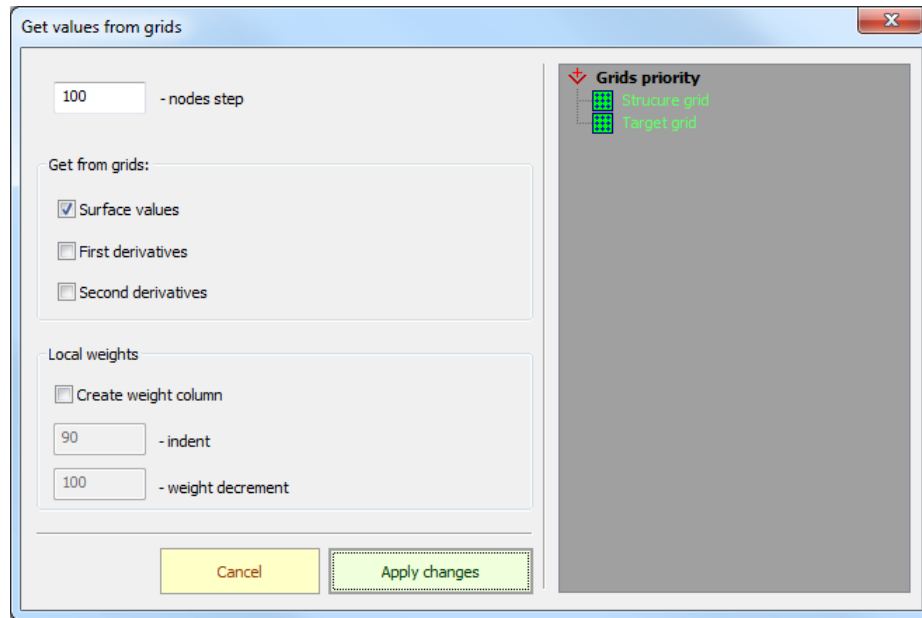 Get values from grids
100 - nodes step
Get from grids:
Surface values
First derivatives
Second derivatives
Local weights
Create weight column
90 - indent
100 - weight decrement
Cancel Apply changes
Grids priority
Strucure grid
Target grid